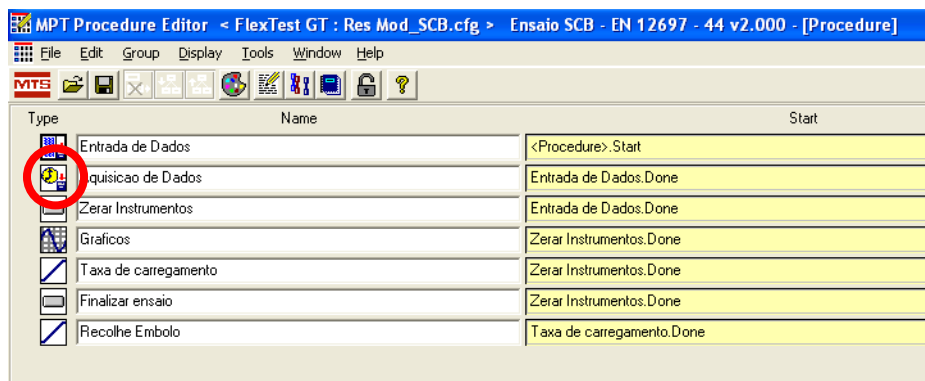 MPT Procedure Editor < FlexTest GT : Res Mod_SCB.cfg > Ensaio SCB - EN 12697 - 44 v2.000 - [Procedure]
File Edit Group Display Tools Window Help
MTS ?
Type Name Start
Entrada de Dados <Procedure>.Start
Aquisicao de Dados Entrada de Dados.Done
Zerar Instrumentos Entrada de Dados.Done
Graficos Zerar Instrumentos.Done
Taxa de carregamento Zerar Instrumentos.Done
Finalizar ensaio Zerar Instrumentos.Done
Recolhe Embolo Taxa de carregamento.Done